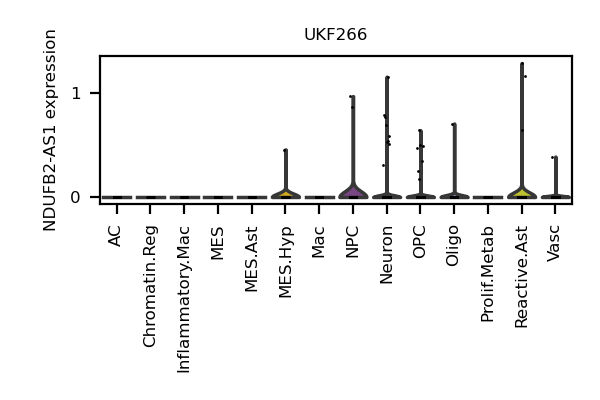 UKF266
NDUFB2-AS1 expression
1
0
AC
Chromatin.Reg
Inflammatory.Mac
MES
MES.Ast
MES.Hyp
Mac
NPC
Neuron
OPC
Oligo
Prolif.Metab
Reactive.Ast
Vasc